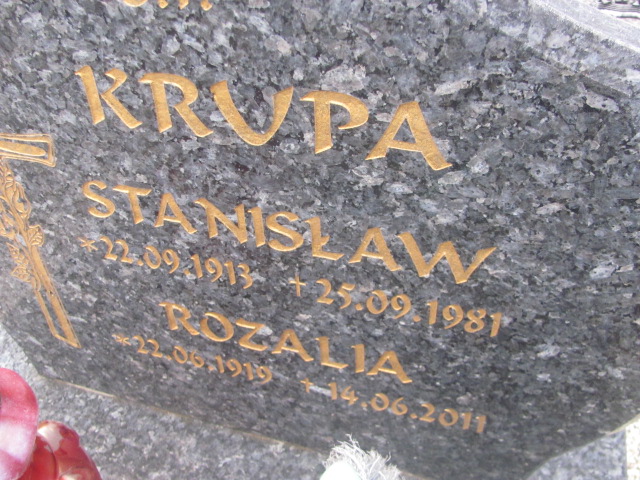 KRUPA
STANISŁAW
*22.09.1913 +25.09.1981
ROZALIA
*22.06.1919 +14.06.2011